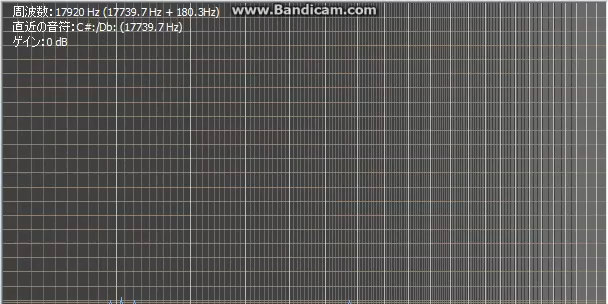 www.Bandicam.com
周波数: 17920 Hz (17739.7 Hz + 180.3Hz)
直近の音符: C#:/Db: (17739.7 Hz)
ゲイン: 0 dB